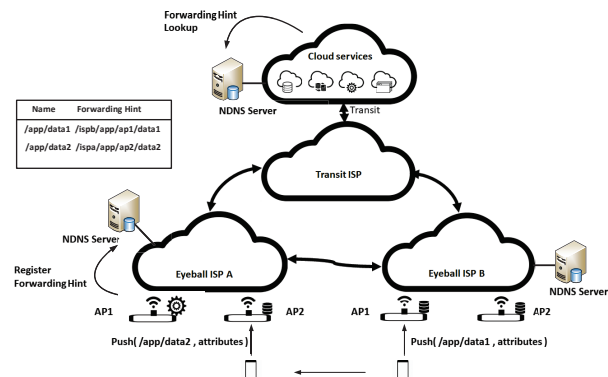 Forwarding Hint
Lookup
Cloud services
NDNS Server
Transit
Name Forwarding Hint
/app/data1 /ispb/app/ap1/data1
/app/data2 /ispa/app/ap2/data2
Transit ISP
NDNS Server
Eyeball ISP A
Eyeball ISP B
NDNS Server
Register
Forwarding Hint
AP1
AP2
AP1
AP2
Push( /app/data2 , attributes )
Push( /app/data1 , attributes )